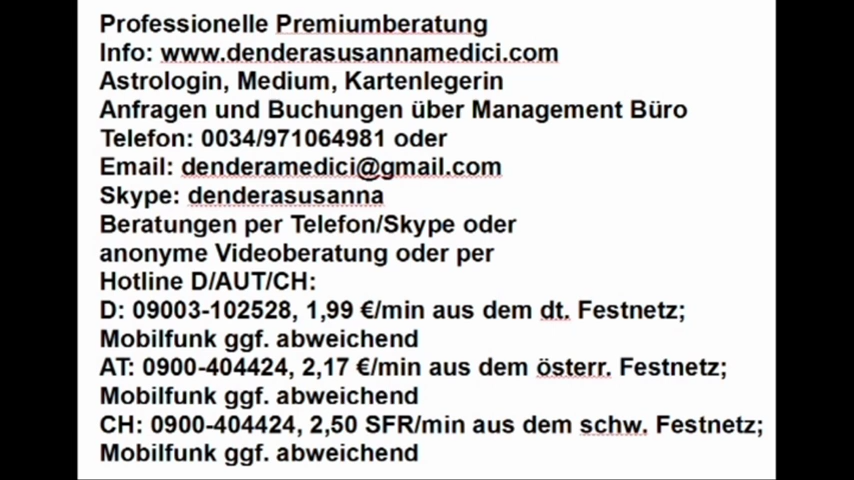 Professionelle Premiumberatung
Info: www.denderasusannamedici.com
Astrologin, Medium, Kartenlegerin
Anfragen und Buchungen über Management Büro
Telefon: 0034/971064981 oder
Email: denderamedici@gmail.com
Skype: denderasusanna
Beratungen per Telefon/Skype oder
anonyme Videoberatung oder per
Hotline D/AUT/CH:
D: 09003-102528, 1,99 €/min aus dem dt. Festnetz;
Mobilfunk ggf. abweichend
AT: 0900-404424, 2,17 €/min aus dem österr. Festnetz;
Mobilfunk ggf. abweichend
CH: 0900-404424, 2,50 SFR/min aus dem schw. Festnetz;
Mobilfunk ggf. abweichend